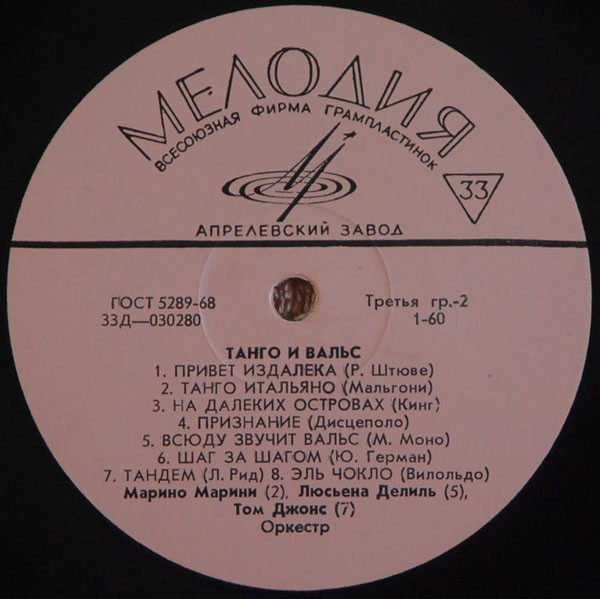 МЕЛОДИЯ
ВСЕСОЮЗНАЯ ФИРМА ГРАМПЛАСТИНОК
33
АПРЕЛЕВСКИЙ ЗАВОД
ГОСТ 5289-68 Третья гр.-2
33Д—030280 1-60
ТАНГО И ВАЛЬС
1. ПРИВЕТ ИЗДАЛЕКА (Р. Штюве)
2. ТАНГО ИТАЛЬЯНО (Мальгони)
3. НА ДАЛЕКИХ ОСТРОВАХ (Кинг)
4. ПРИЗНАНИЕ (Дисцеполо)
5. ВСЮДУ ЗВУЧИТ ВАЛЬС (М. Моно)
6. ШАГ ЗА ШАГОМ (Ю. Герман)
7. ТАНДЕМ (Л. Рид) 8. ЭЛЬ ЧОКЛО (Вилольдо)
Марино Марини (2), Люсьена Делиль (5),
Том Джонс (7)
Оркестр